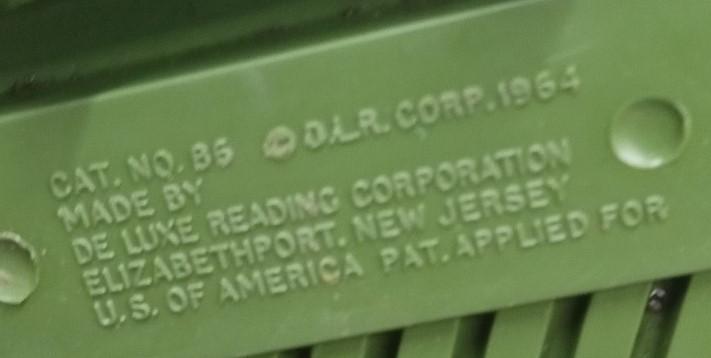 CAT. NO. B5 © D.L.R. CORP. 1964
MADE BY
DE LUXE READING CORPORATION
ELIZABETHPORT, NEW JERSEY
U.S. OF AMERICA PAT. APPLIED FOR